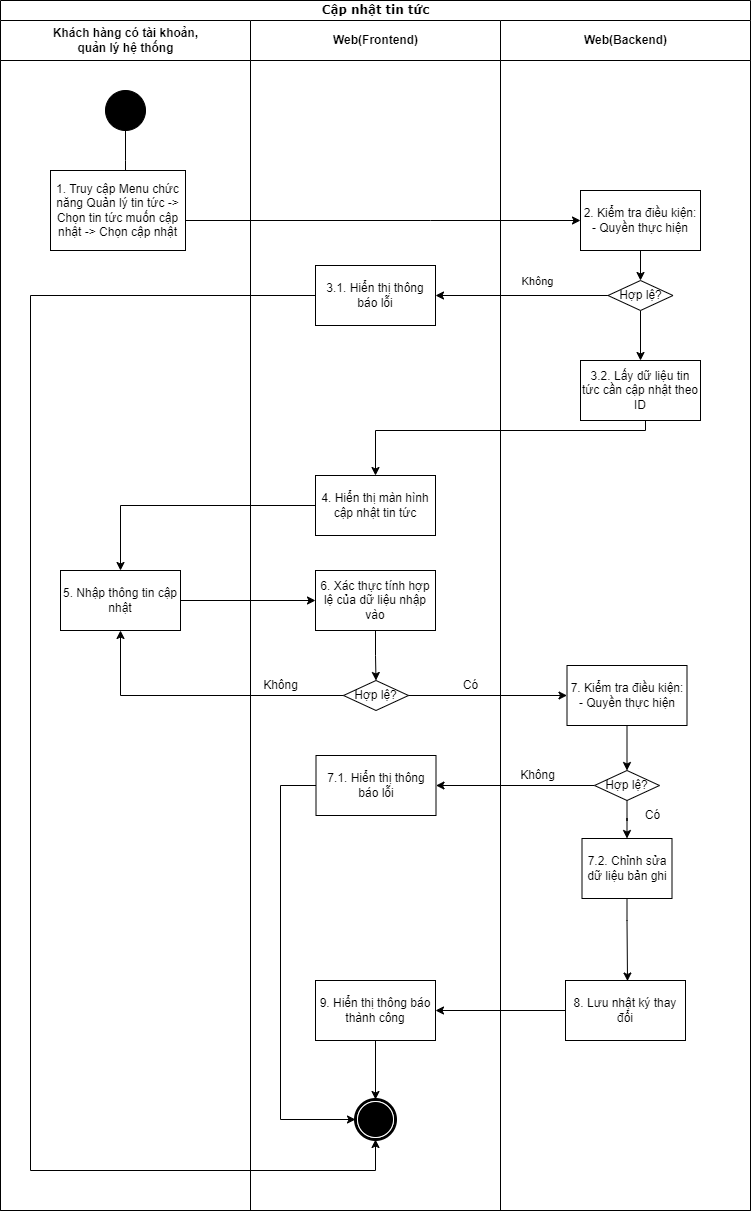 Cập nhật tin tức
Khách hàng có tài khoản,
quản lý hệ thống
Web(Frontend)
Web(Backend)
1. Truy cập Menu chức
năng Quản lý tin tức ->
Chọn tin tức muốn cập
nhật -> Chọn cập nhật
2. Kiểm tra điều kiện:
- Quyền thực hiện
Không
Hợp lệ?
3.1. Hiển thị thông
báo lỗi
3.2. Lấy dữ liệu tin
tức cần cập nhật theo
ID
4. Hiển thị màn hình
cập nhật tin tức
5. Nhập thông tin cập
nhật
6. Xác thực tính hợp
lệ của dữ liệu nhập
vào
Không
Hợp lệ?
Có
7. Kiểm tra điều kiện:
- Quyền thực hiện
7.1. Hiển thị thông
báo lỗi
Không
Hợp lệ?
Có
7.2. Chỉnh sửa
dữ liệu bản ghi
8. Lưu nhật ký thay
đổi
9. Hiển thị thông báo
thành công